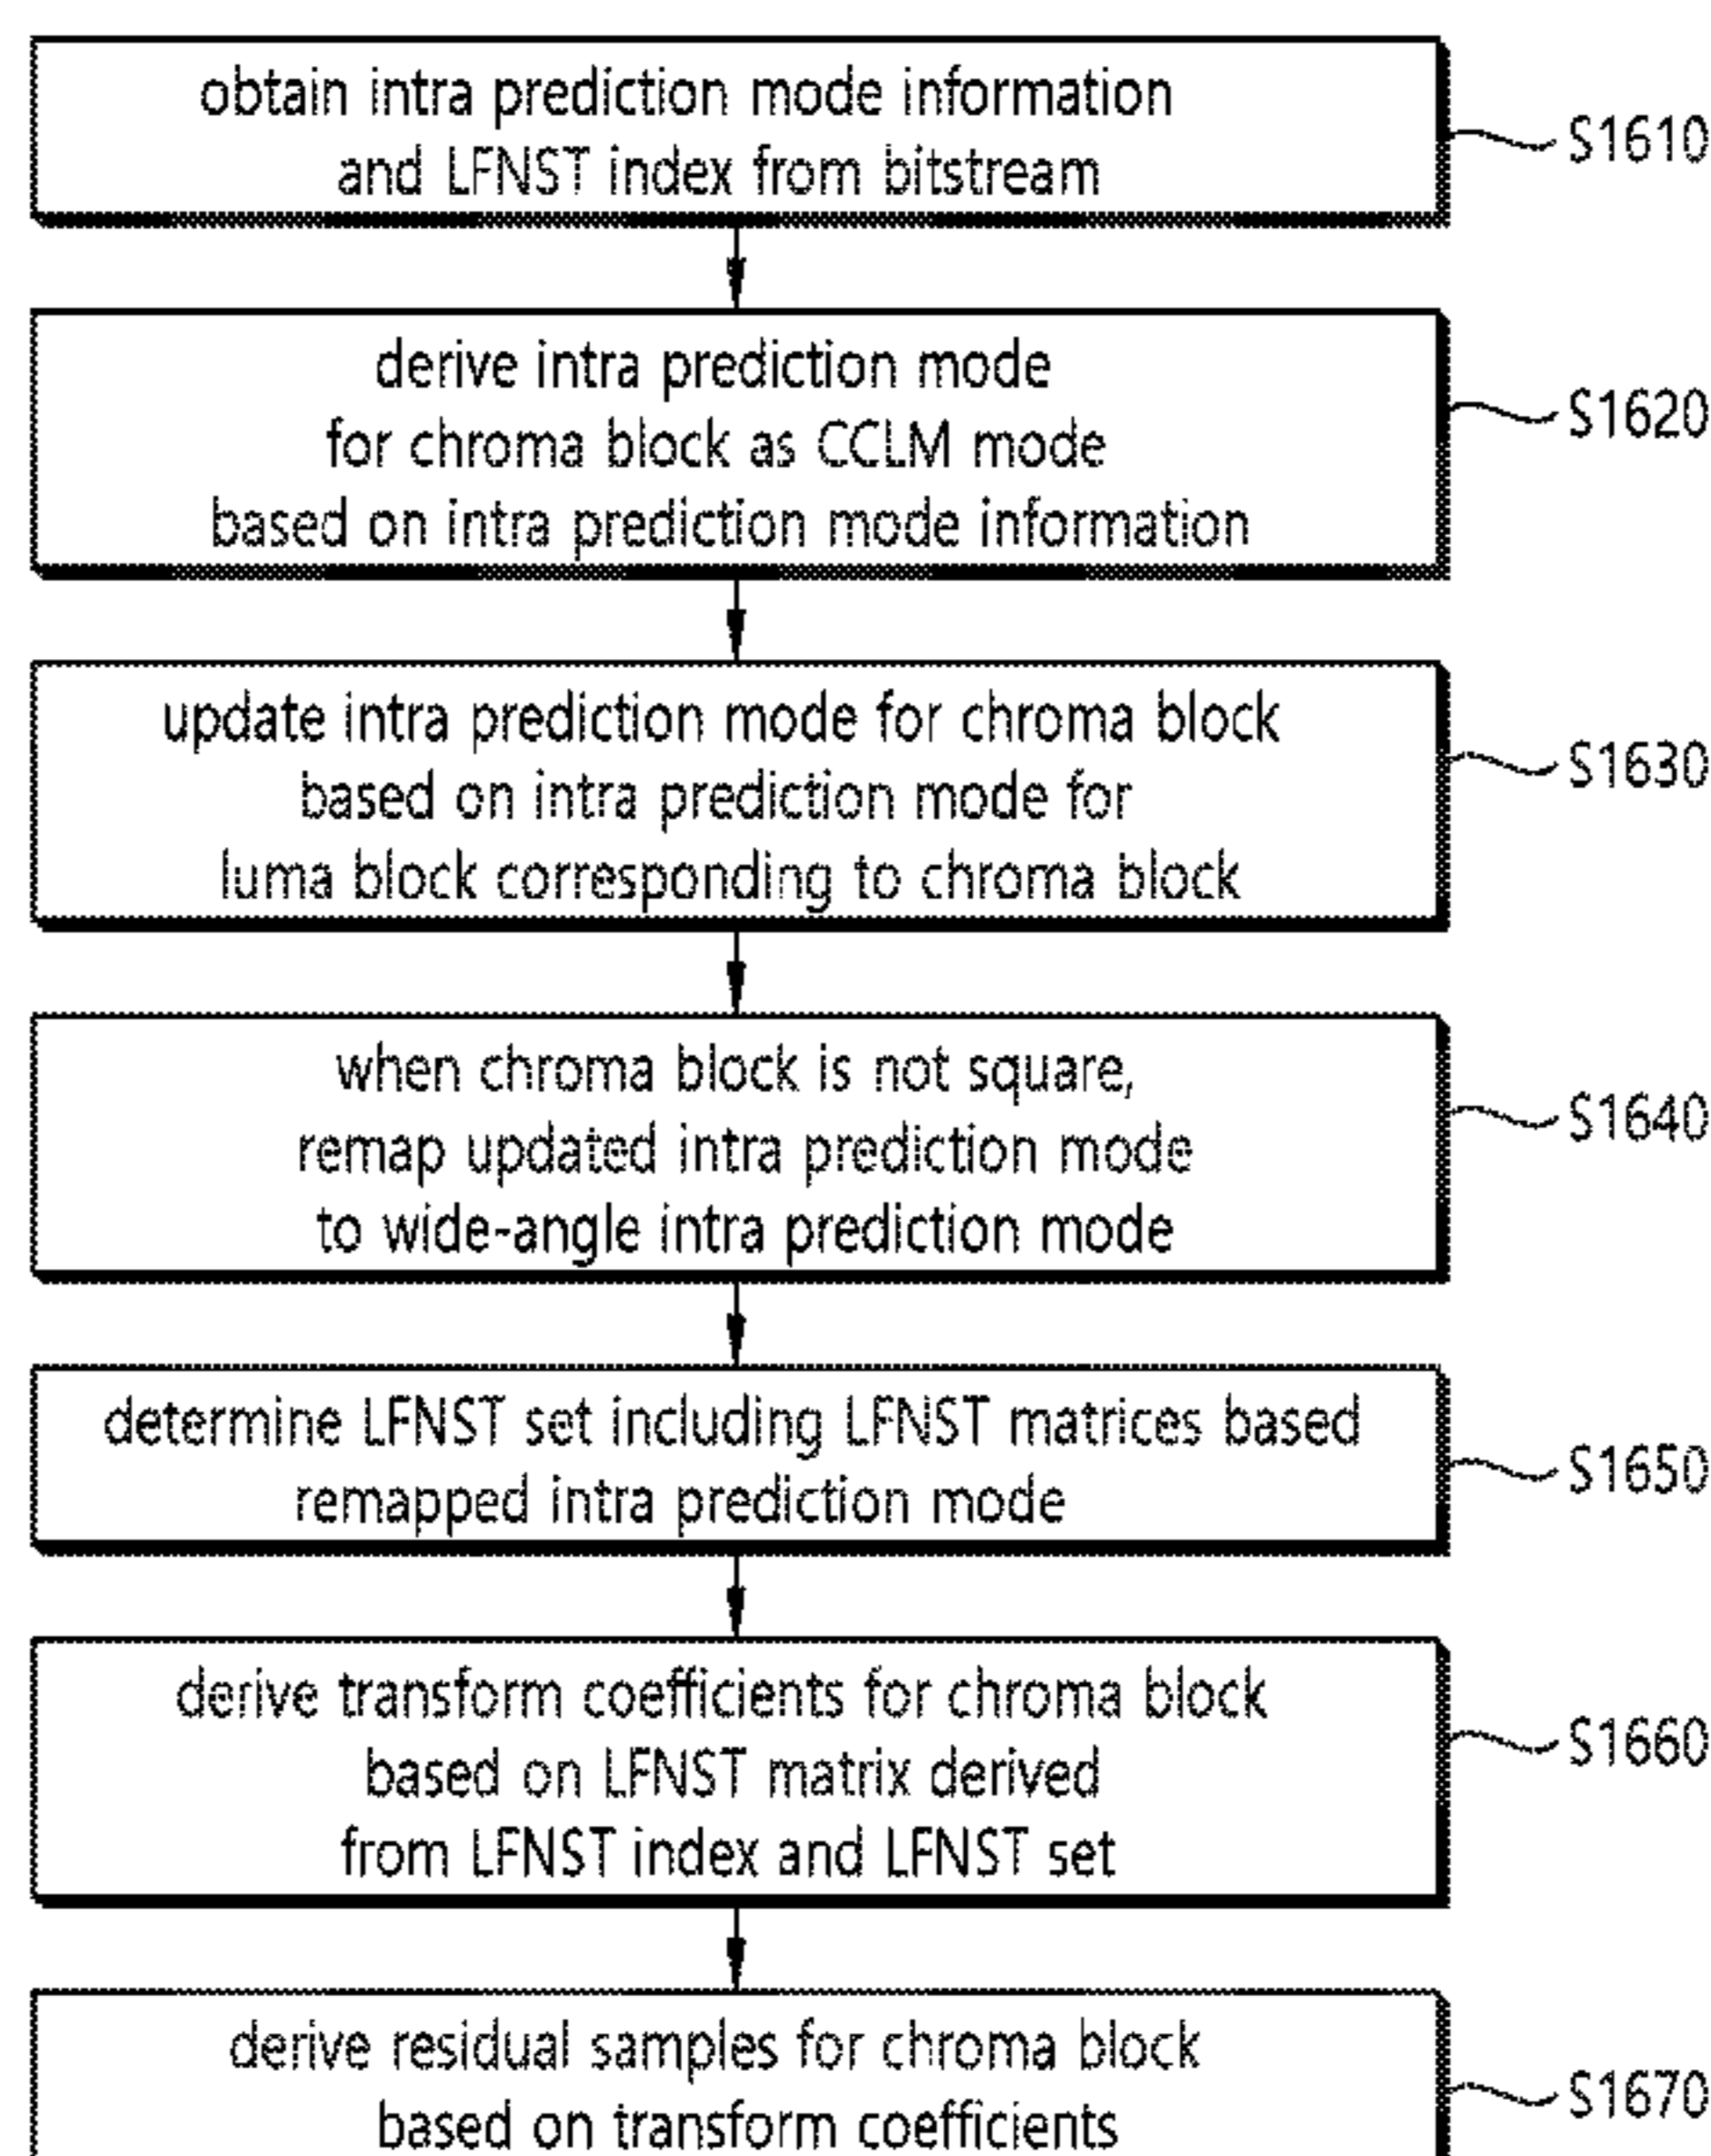 obtain intra prediction mode information
and LFNST index from bitstream
S1610
derive intra prediction mode
for chroma block as CCLM mode
based on intra prediction mode information
S1620
update intra prediction mode for chroma block
based on intra prediction mode for
luma block corresponding to chroma block
S1630
when chroma block is not square,
remap updated intra prediction mode
to wide-angle intra prediction mode
S1640
determine LFNST set including LFNST matrices based
remapped intra prediction mode
S1650
derive transform coefficients for chroma block
based on LFNST matrix derived
from LFNST index and LFNST set
S1660
derive residual samples for chroma block
based on transform coefficients
S1670